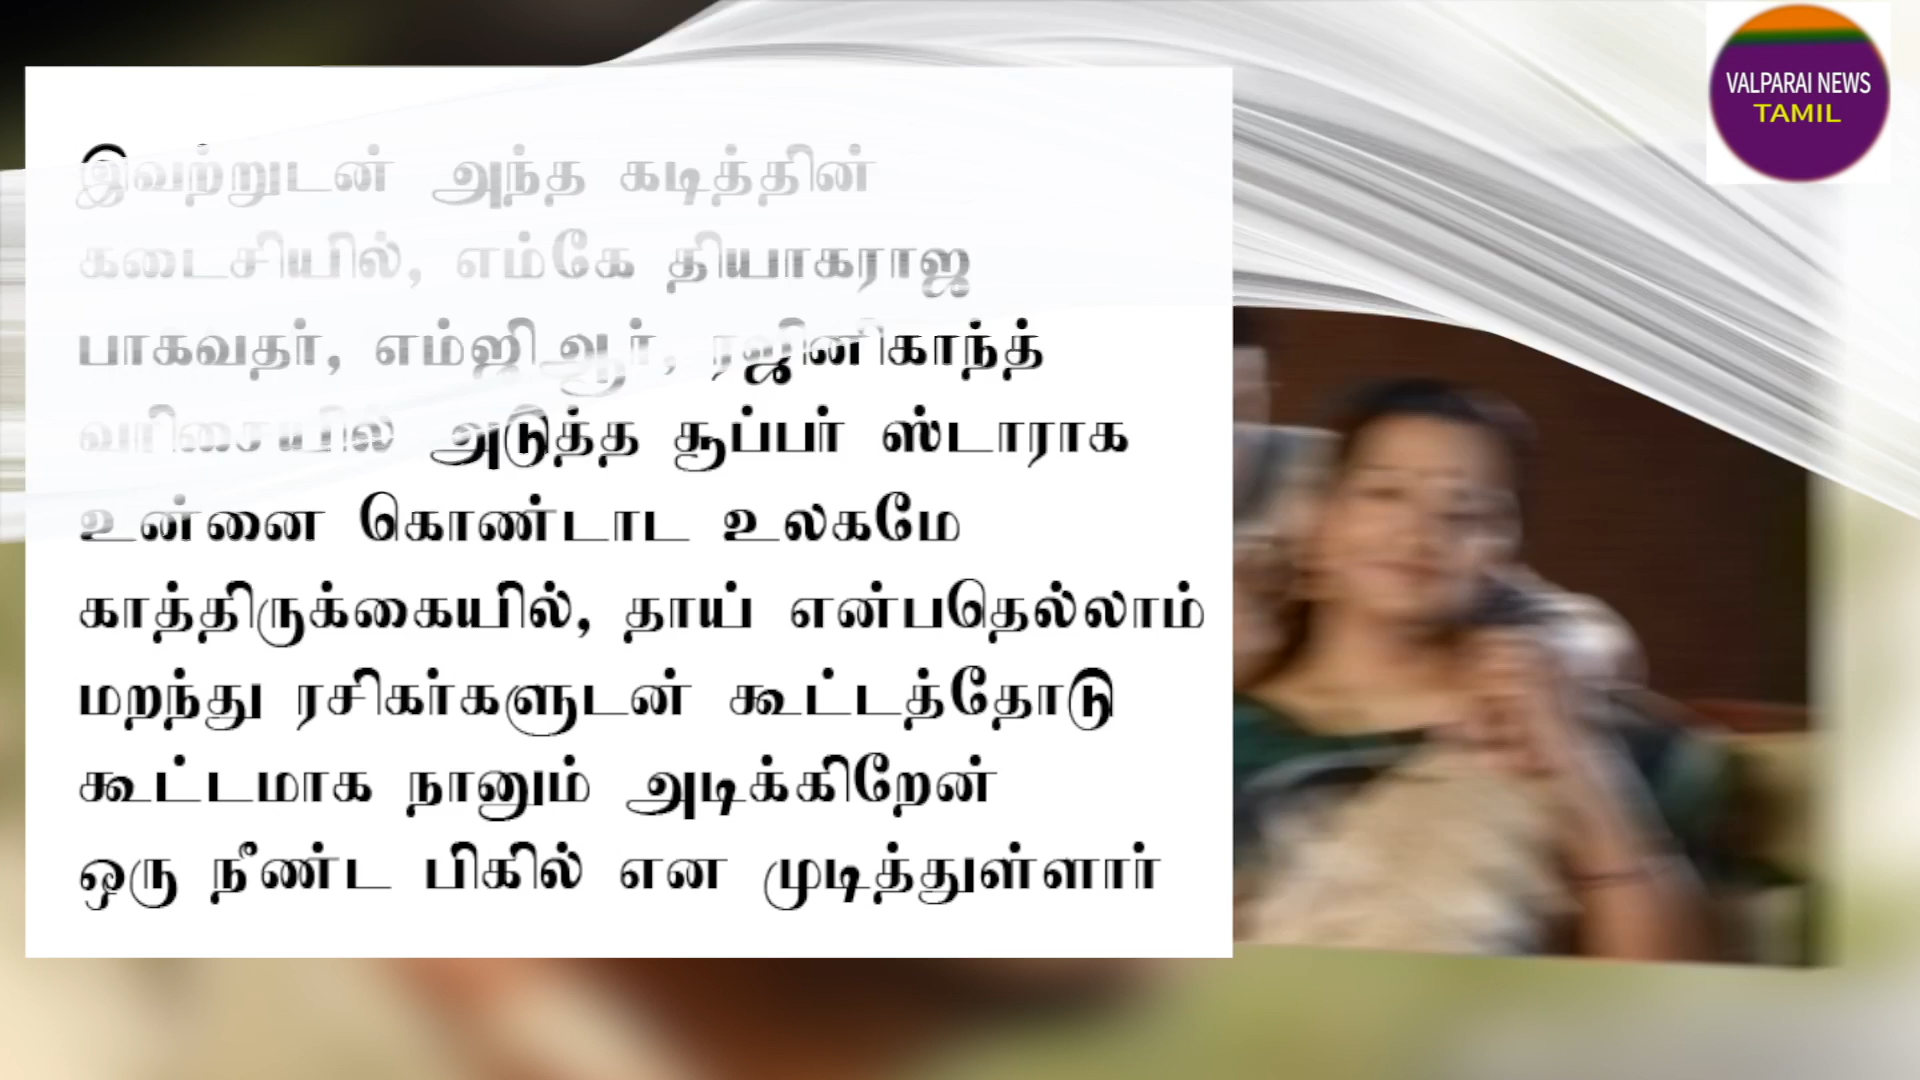 இவற்றுடன் அந்த கடித்தின்
கடைசியில், எம்கே தியாகராஜ
பாகவதர், எம்ஜிஆர், ரஜினிகாந்த்
வரிசையில் அடுத்த சூப்பர் ஸ்டாராக
உன்னை கொண்டாட உலகமே
காத்திருக்கையில், தாய் என்பதெல்லாம்
மறந்து ரசிகர்களுடன் கூட்டத்தோடு
கூட்டமாக நானும் அடிக்கிறேன்
ஒரு நீண்ட பிகில் என முடித்துள்ளார்
VALPARAI NEWS
TAMIL